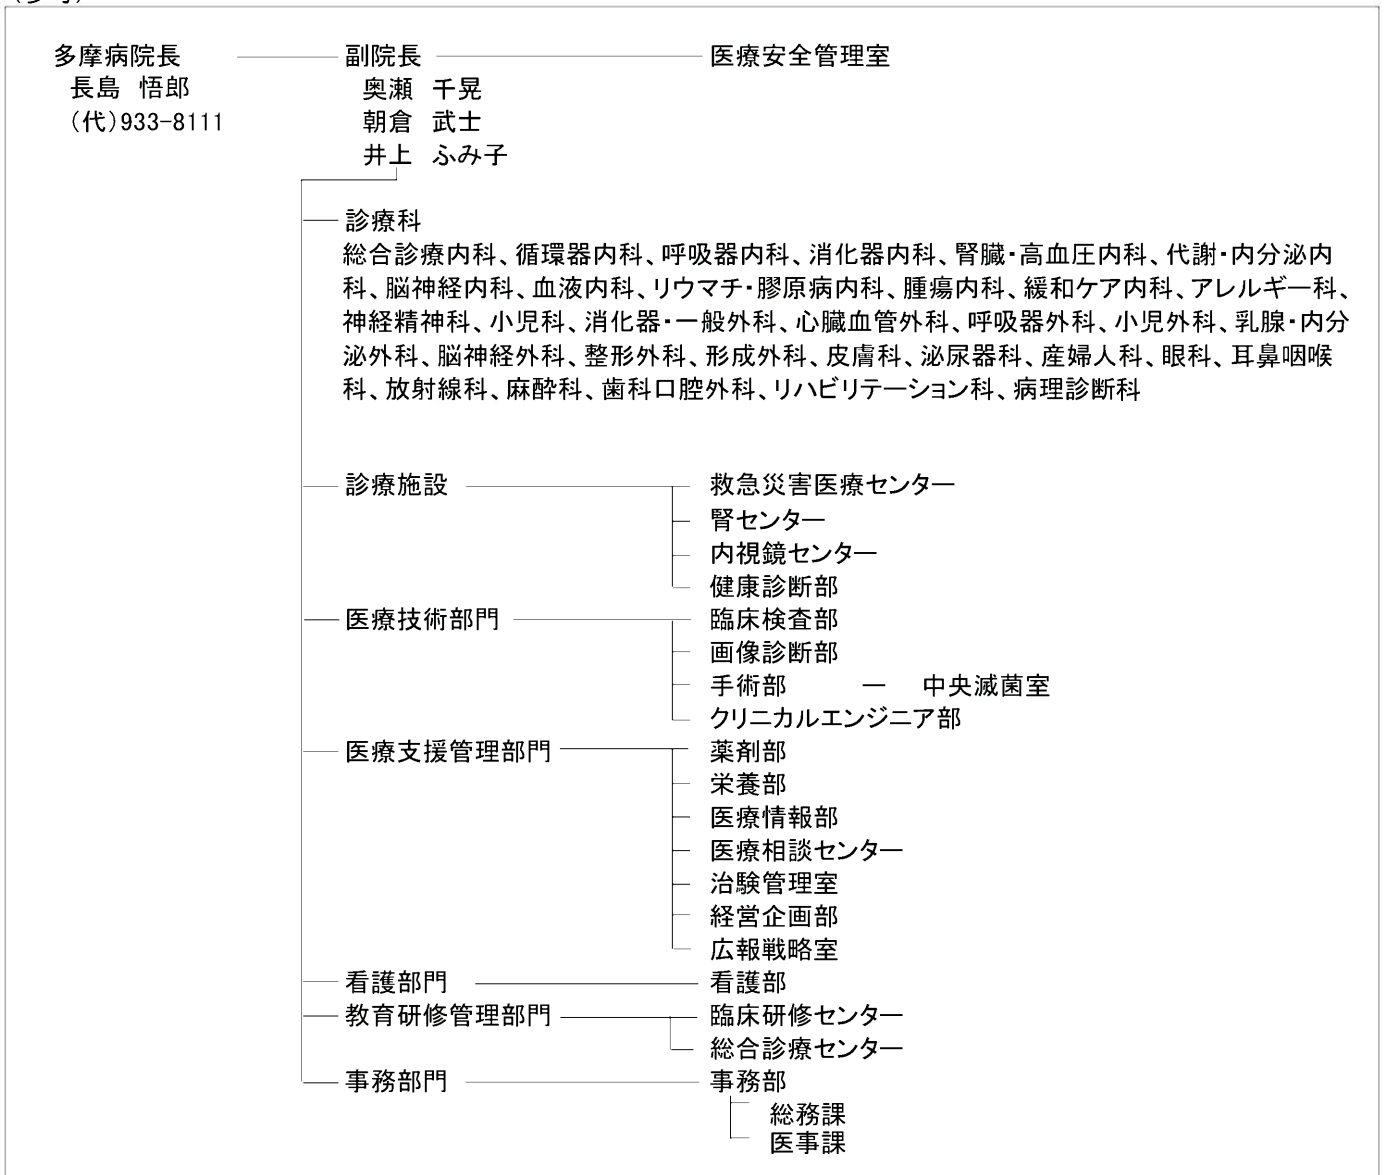 多摩病院長 副院長 医療安全管理室
長島 悟郎 奥瀬 千晃
(代)933-8111 朝倉 武士
井上 ふみ子
診療科
総合診療内科、循環器内科、呼吸器内科、消化器内科、腎臓・高血圧内科、代謝・内分泌内
科、脳神経内科、血液内科、リウマチ・膠原病内科、腫瘍内科、緩和ケア内科、アレルギー科、
神経精神科、小児科、消化器・一般外科、心臓血管外科、呼吸器外科、小児外科、乳腺・内分
泌外科、脳神経外科、整形外科、形成外科、皮膚科、泌尿器科、産婦人科、眼科、耳鼻咽喉
科、放射線科、麻酔科、歯科口腔外科、リハビリテーション科、病理診断科
診療施設 救急災害医療センター
腎センター
内視鏡センター
健康診断部
医療技術部門 臨床検査部
画像診断部
手術部 ー 中央滅菌室
クリニカルエンジニア部
医療支援管理部門 薬剤部
栄養部
医療情報部
医療相談センター
治験管理室
経営企画部
広報戦略室
看護部門 看護部
教育研修管理部門 臨床研修センター
総合診療センター
事務部門 事務部
総務課
医事課